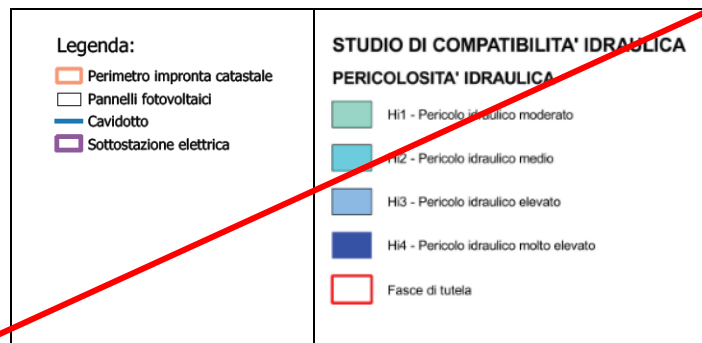 Legenda:
Perimetro impronta catastale
Pannelli fotovoltaici
Cavidotto
Sottostazione elettrica
STUDIO DI COMPATIBILITA' IDRAULICA
PERICOLOSITA' IDRAULICA
Hi1 - Pericolo idraulico moderato
Hi2 - Pericolo idraulico medio
Hi3 - Pericolo idraulico elevato
Hi4 - Pericolo idraulico molto elevato
Fasce di tutela